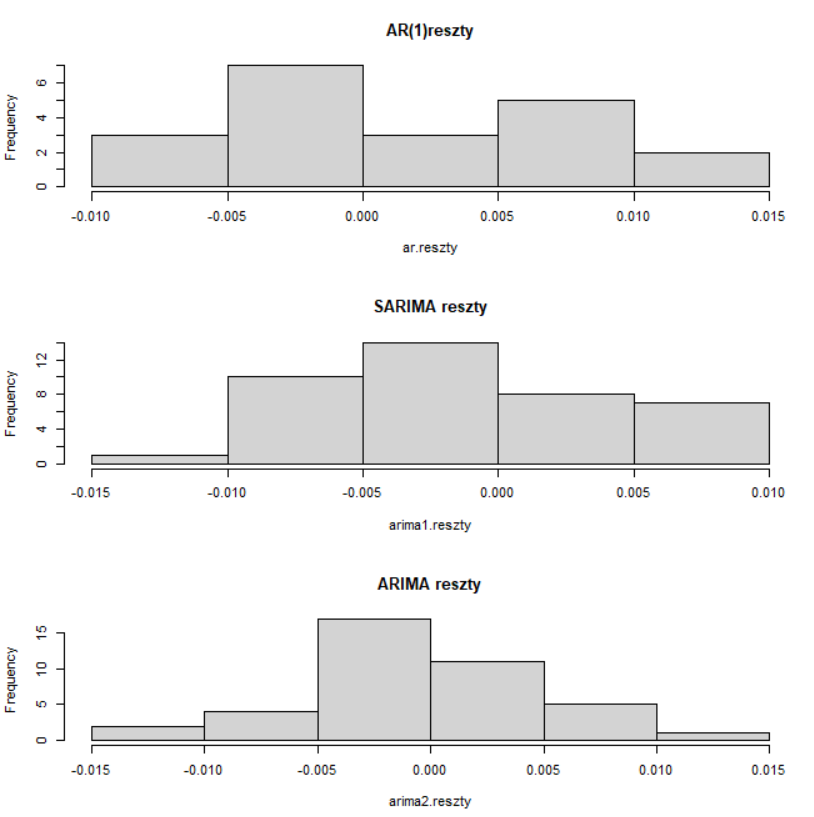 AR(1)reszty
Frequency
0 2 4 6
-0.010 -0.005 0.000 0.005 0.010 0.015
ar.reszty
SARIMA reszty
Frequency
0 4 8 12
-0.015 -0.010 -0.005 0.000 0.005 0.010
arima1.reszty
ARIMA reszty
Frequency
0 5 10 15
-0.015 -0.010 -0.005 0.000 0.005 0.010 0.015
arima2.reszty